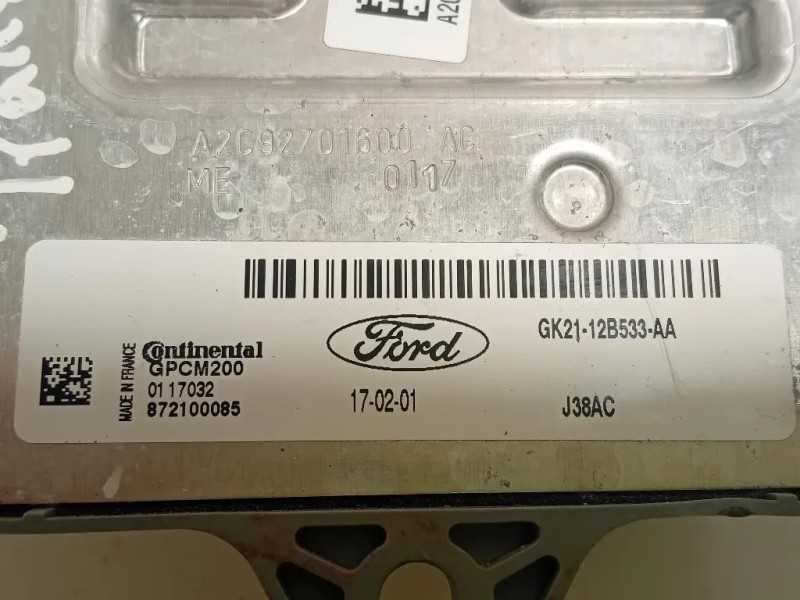 A2C
A2C92701600 AG
ME 0117
MADE IN FRANCE
Continental
GPCM200
0117032
872100085
Ford
17-02-01
GK21-12B533-AA
J38AC